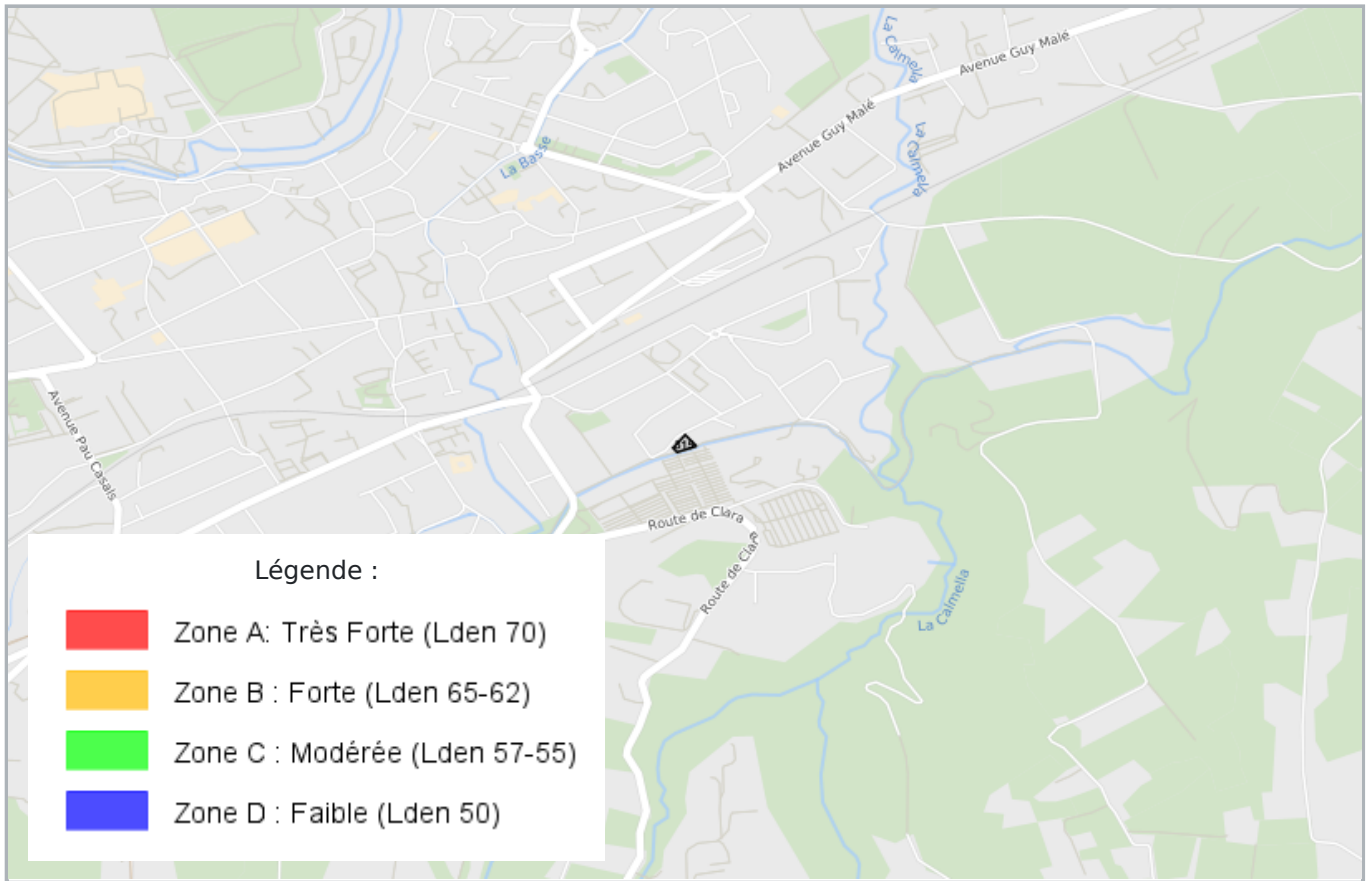 La Calmella
Avenue Guy Malé
Avenue Guy Malé
La Calmella
La Basse
Avenue Pau Casals
Route de Clara
Route de Clara
La Calmella
Légende :
Zone A: Très Forte (Lden 70)
Zone B : Forte (Lden 65-62)
Zone C : Modérée (Lden 57-55)
Zone D : Faible (Lden 50)